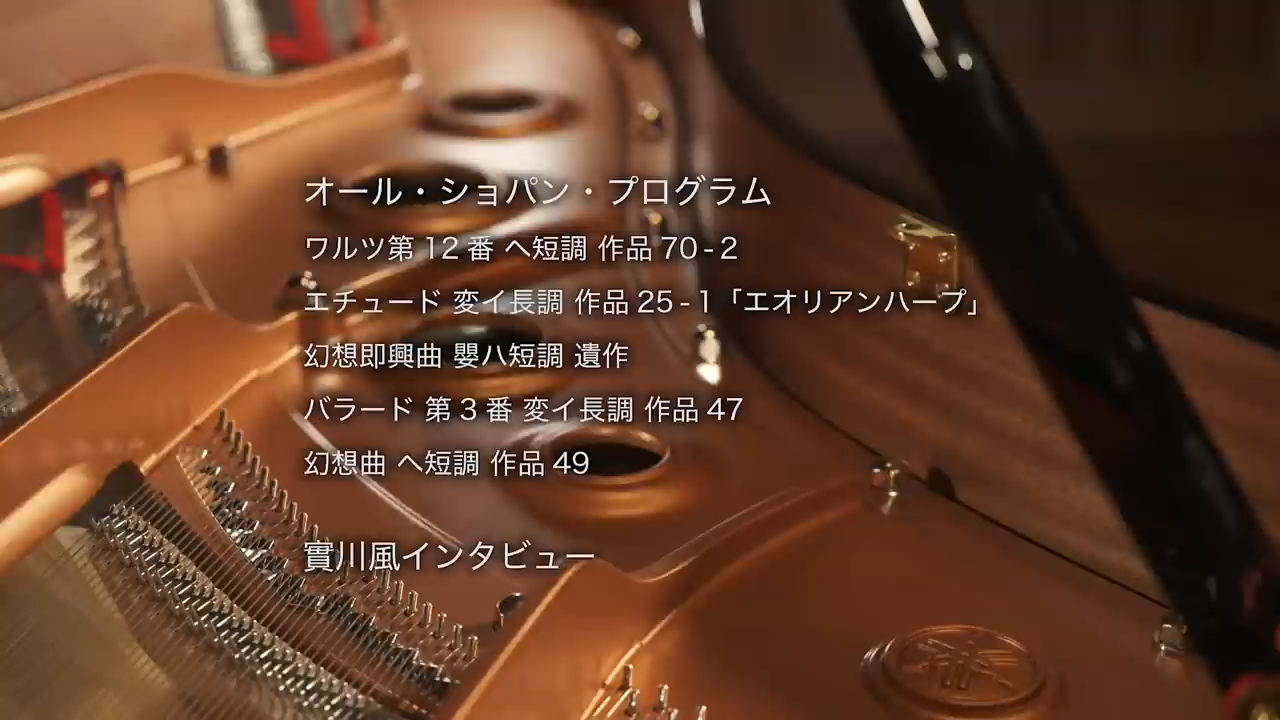 オール・ショパン・プログラム
ワルツ第 12 番 ヘ短調 作品 70 - 2
エチュード 変イ長調 作品 25 - 1「エオリアンハープ」
幻想即興曲 嬰ハ短調 遺作
バラード 第 3 番 変イ長調 作品 47
幻想曲 ヘ短調 作品 49
實川風インタビュー